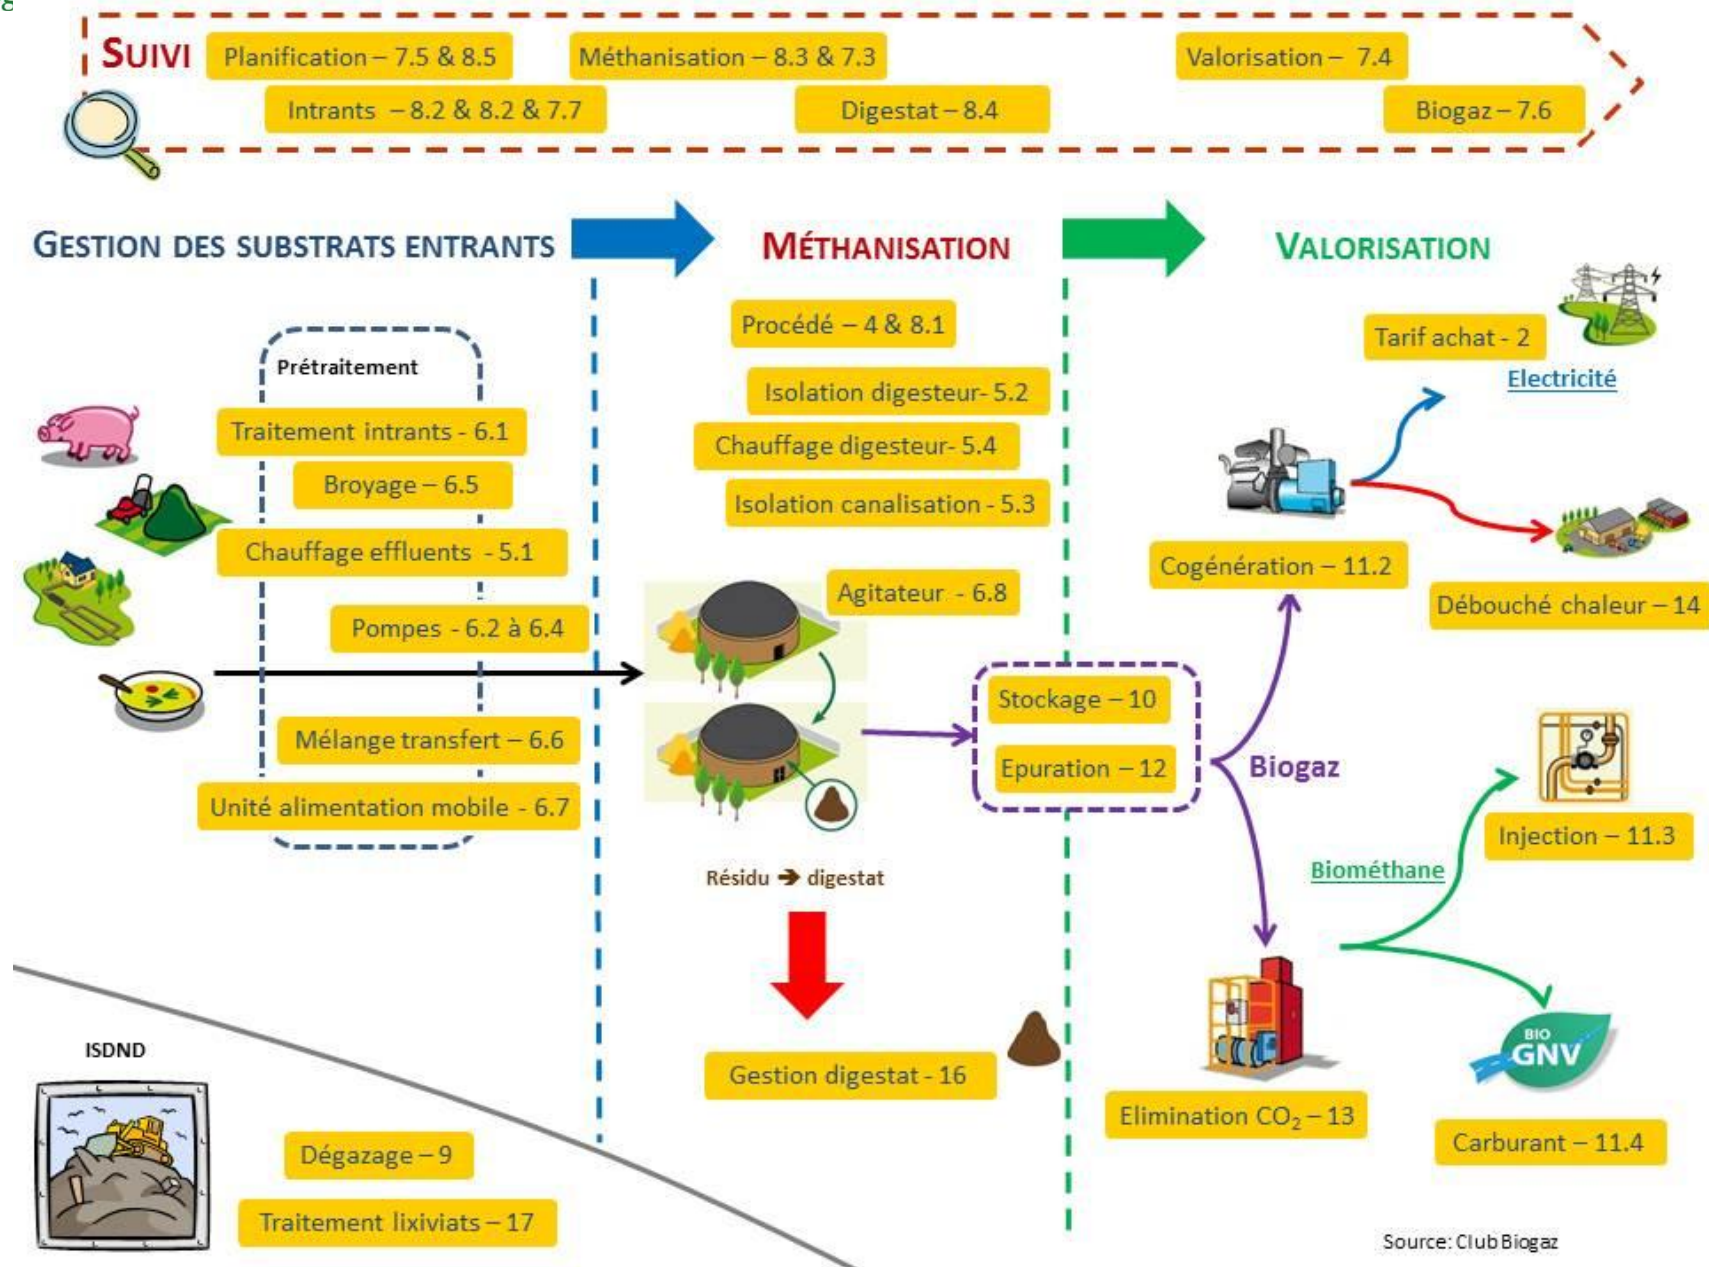 g
SUIVI
Planification – 7.5 & 8.5
Méthanisation – 8.3 & 7.3
Valorisation – 7.4
Intrants – 8.2 & 8.2 & 7.7
Digestat – 8.4
Biogaz – 7.6
GESTION DES SUBSTRATS ENTRANTS
MÉTHANISATION
VALORISATION
Prétraitement
Traitement intrants - 6.1
Broyage – 6.5
Chauffage effluents - 5.1
Pompes - 6.2 à 6.4
Mélange transfert – 6.6
Unité alimentation mobile - 6.7
Procédé – 4 & 8.1
Isolation digesteur- 5.2
Chauffage digesteur- 5.4
Isolation canalisation - 5.3
Agitateur - 6.8
Stockage – 10
Epuration – 12
Résidu ➔ digestat
Gestion digestat - 16
Tarif achat - 2
Electricité
Cogénération – 11.2
Débouché chaleur – 14
Biogaz
Injection – 11.3
Biométhane
BIO
GNV
Elimination CO₂ – 13
Carburant – 11.4
ISDND
Dégazage – 9
Traitement lixiviats – 17
Source: Club Biogaz